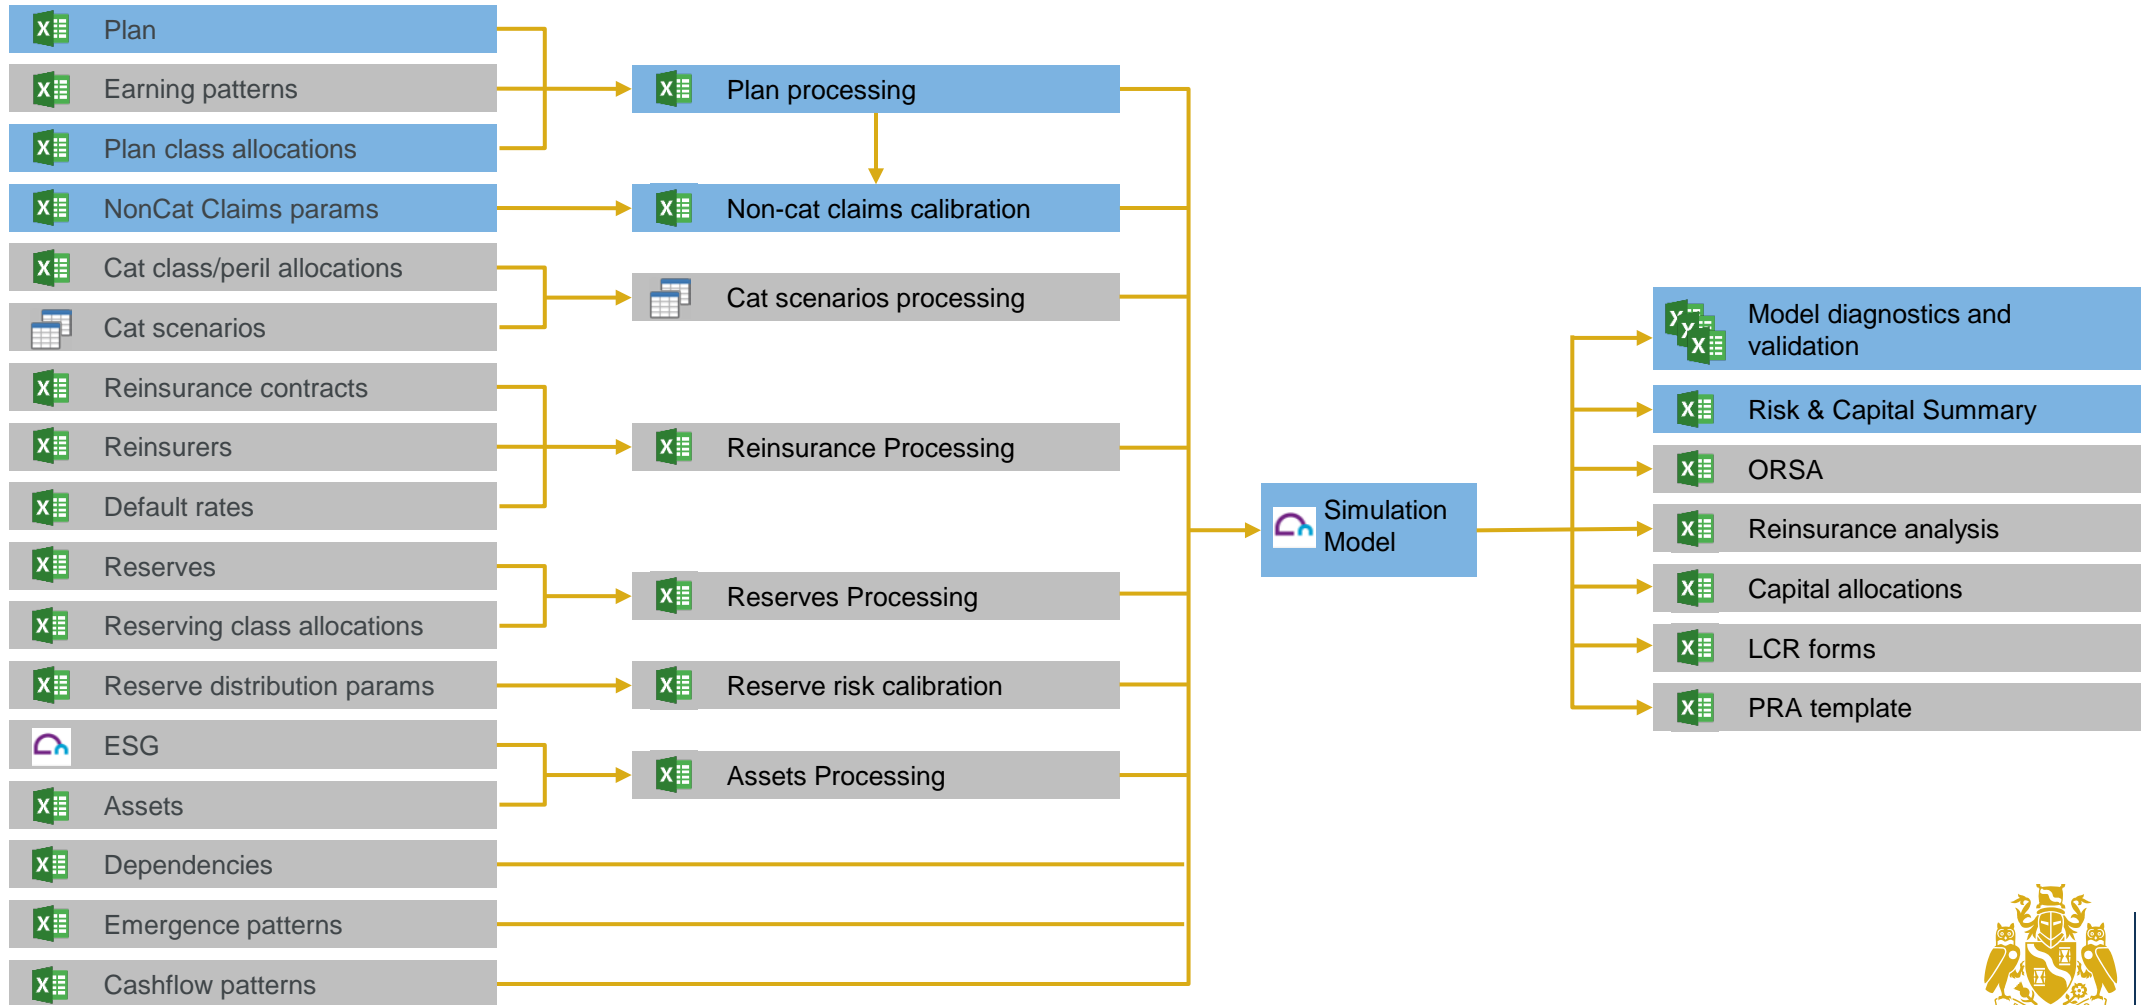 Plan
Earning patterns
Plan class allocations
NonCat Claims params
Cat class/peril allocations
Cat scenarios
Reinsurance contracts
Reinsurers
Default rates
Reserves
Reserving class allocations
Reserve distribution params
ESG
Assets
Dependencies
Emergence patterns
Cashflow patterns
Plan processing
Non-cat claims calibration
Cat scenarios processing
Reinsurance Processing
Reserves Processing
Reserve risk calibration
Assets Processing
Simulation
Model
Model diagnostics and
validation
Risk & Capital Summary
ORSA
Reinsurance analysis
Capital allocations
LCR forms
PRA template